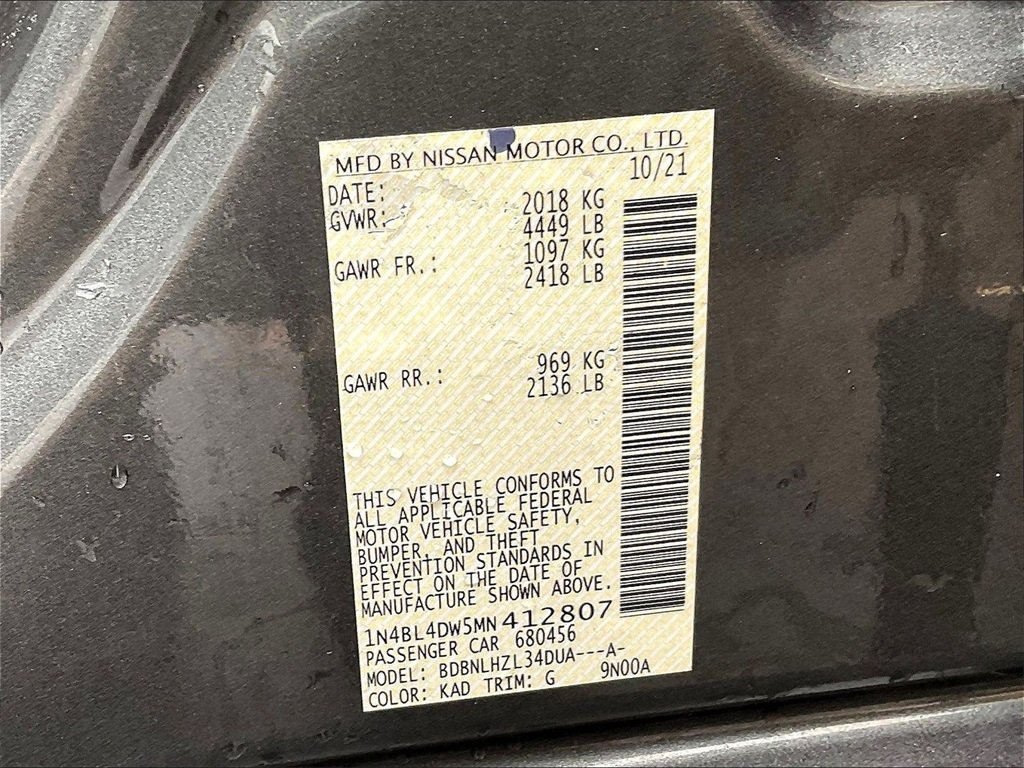 MFD BY NISSAN MOTOR CO., LTD.
DATE: 10/21
GVWR: 2018 KG
4449 LB
GAWR FR.: 1097 KG
2418 LB
GAWR RR.: 969 KG
2136 LB
THIS VEHICLE CONFORMS TO
ALL APPLICABLE FEDERAL
MOTOR VEHICLE SAFETY,
BUMPER, AND THEFT
PREVENTION STANDARDS IN
EFFECT ON THE DATE OF
MANUFACTURE SHOWN ABOVE.
1N4BL4DW5MN412807
PASSENGER CAR 680456
MODEL: BDBNLHZL34DUA---A-
COLOR: KAD TRIM: G 9N00A